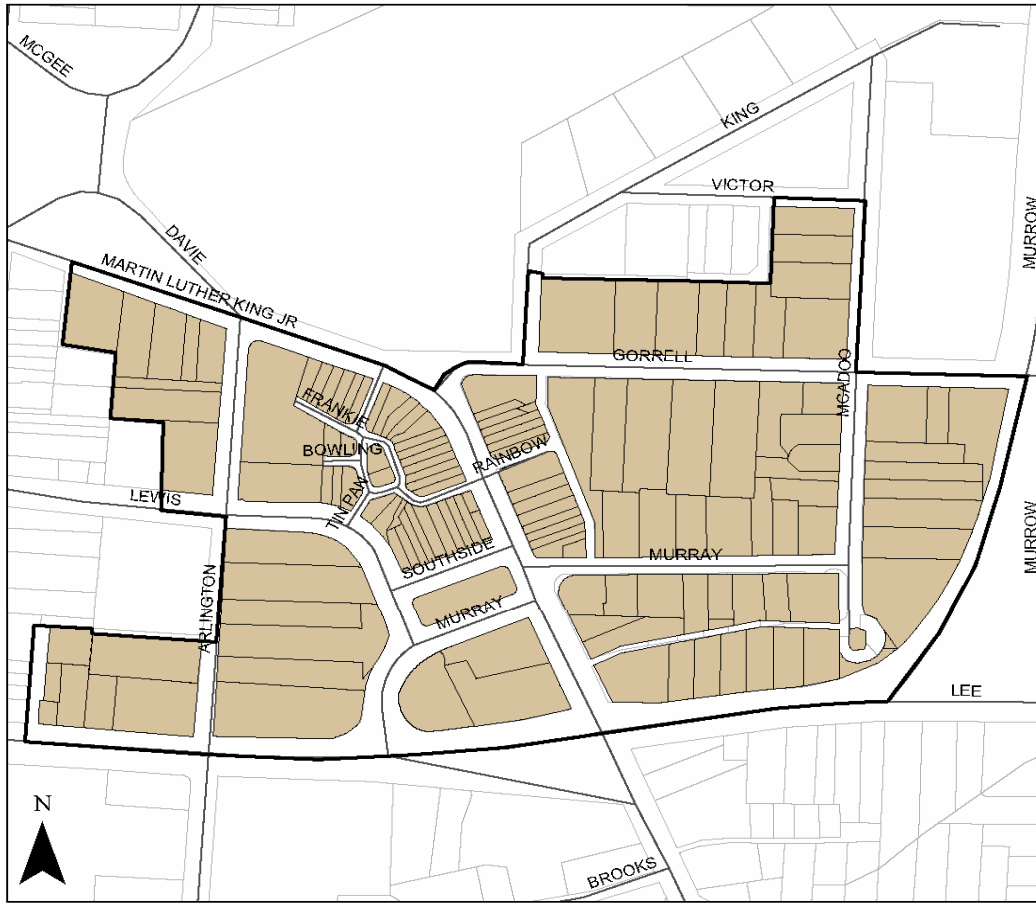 MCGEE
KING
VICTOR
MURROW
DAVIE
MARTIN LUTHER KING JR
GORRELL
MCADOO
FRANKIE
BOWLING
RAINBOW
LEWIS
TIN PAN
MURROW
SOUTHSIDE
MURRAY
ARLINGTON
MURRAY
LEE
N
BROOKS